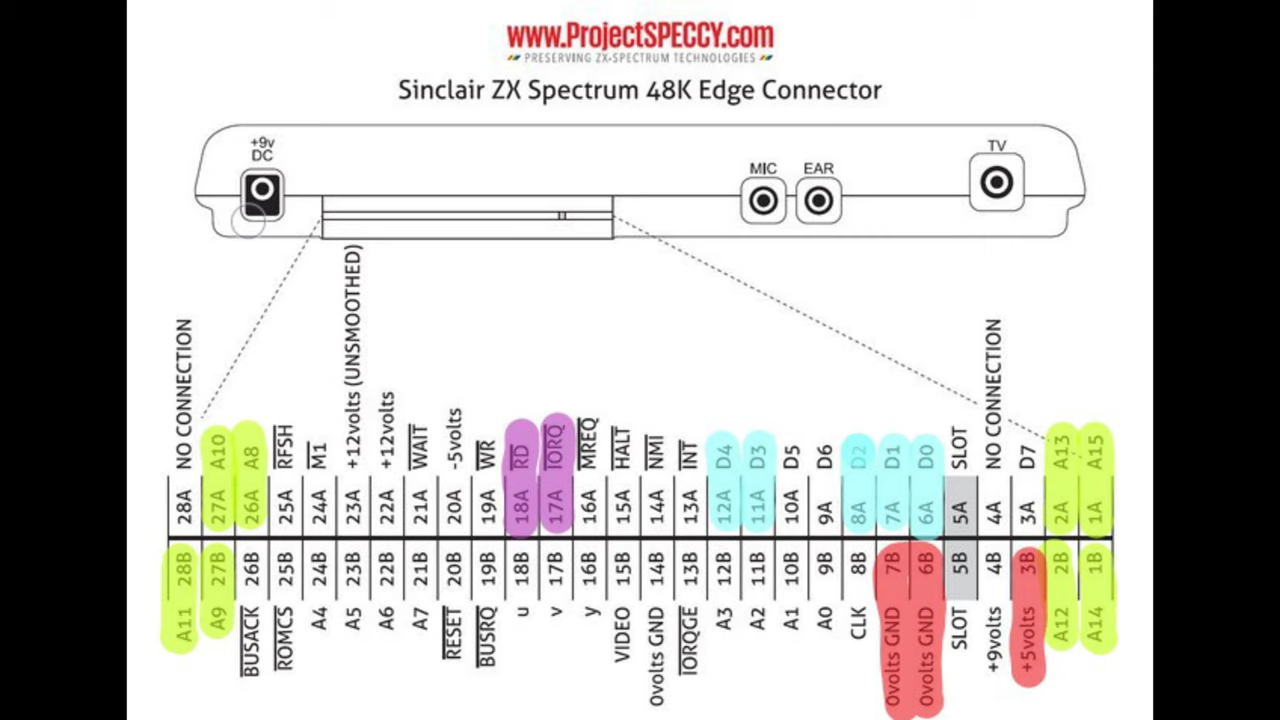 www.ProjectSPECCY.com
PRESERVING ZX-SPECTRUM TECHNOLOGIES
Sinclair ZX Spectrum 48K Edge Connector
+9v
DC
MIC
EAR
TV
NO CONNECTION
A10
A8
RFSH
M1
+12volts (UNSMOOTHED)
+12volts
WAIT
-5volts
WR
RD
IORQ
MREQ
HALT
NMI
INT
D4
D3
D5
D6
D2
D1
D0
SLOT
NO CONNECTION
D7
A13
A15
28A 27A 26A 25A 24A 23A 22A 21A 20A 19A 18A 17A 16A 15A 14A 13A 12A 11A 10A 9A 8A 7A 6A 5A 4A 3A 2A 1A
28B 27B 26B 25B 24B 23B 22B 21B 20B 19B 18B 17B 16B 15B 14B 13B 12B 11B 10B 9B 8B 7B 6B 5B 4B 3B 2B 1B
A11
A9
BUSACK
ROMCS
A4
A5
A6
A7
RESET
BUSRQ
u
v
y
VIDEO
0volts GND
IORQGE
A3
A2
A1
A0
CLK
0volts GND
0volts GND
SLOT
+9volts
+5volts
A12
A14